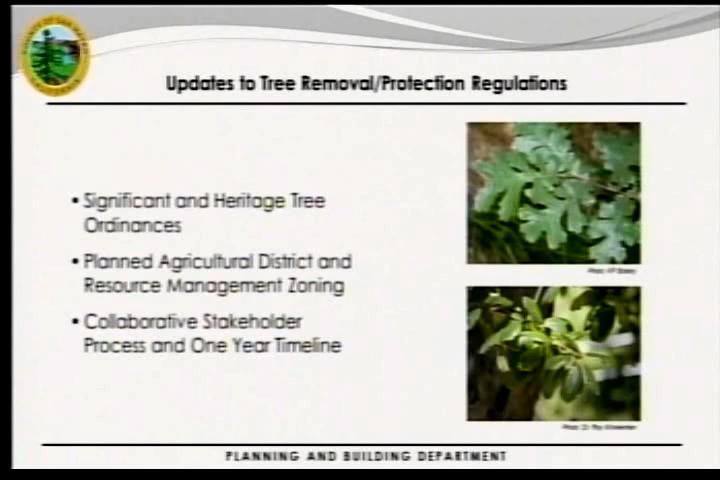 Updates to Tree Removal/Protection Regulations
• Significant and Heritage Tree
Ordinances
• Planned Agricultural District and
Resource Management Zoning
• Collaborative Stakeholder
Process and One Year Timeline
PLANNING AND BUILDING DEPARTMENT